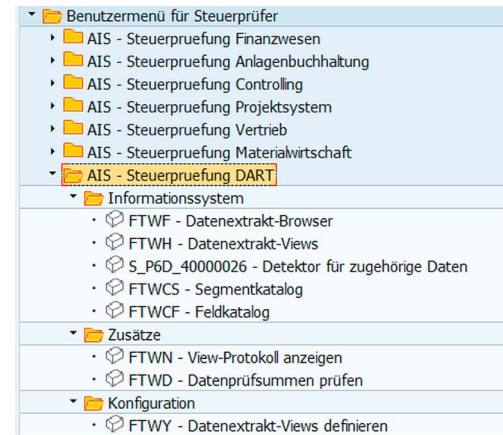 Benutzermenü für Steuerprüfer
AIS - Steuerpruefung Finanzwesen
AIS - Steuerpruefung Anlagenbuchhaltung
AIS - Steuerpruefung Controlling
AIS - Steuerpruefung Projektsystem
AIS - Steuerpruefung Vertrieb
AIS - Steuerpruefung Materialwirtschaft
AIS - Steuerpruefung DART
Informationssystem
FTWF - Datenextrakt-Browser
FTWH - Datenextrakt-Views
S_P6D_40000026 - Detektor für zugehörige Daten
FTWCS - Segmentkatalog
FTWCF - Feldkatalog
Zusätze
FTWN - View-Protokoll anzeigen
FTWD - Datenprüfsummen prüfen
Konfiguration
FTWY - Datenextrakt-Views definieren